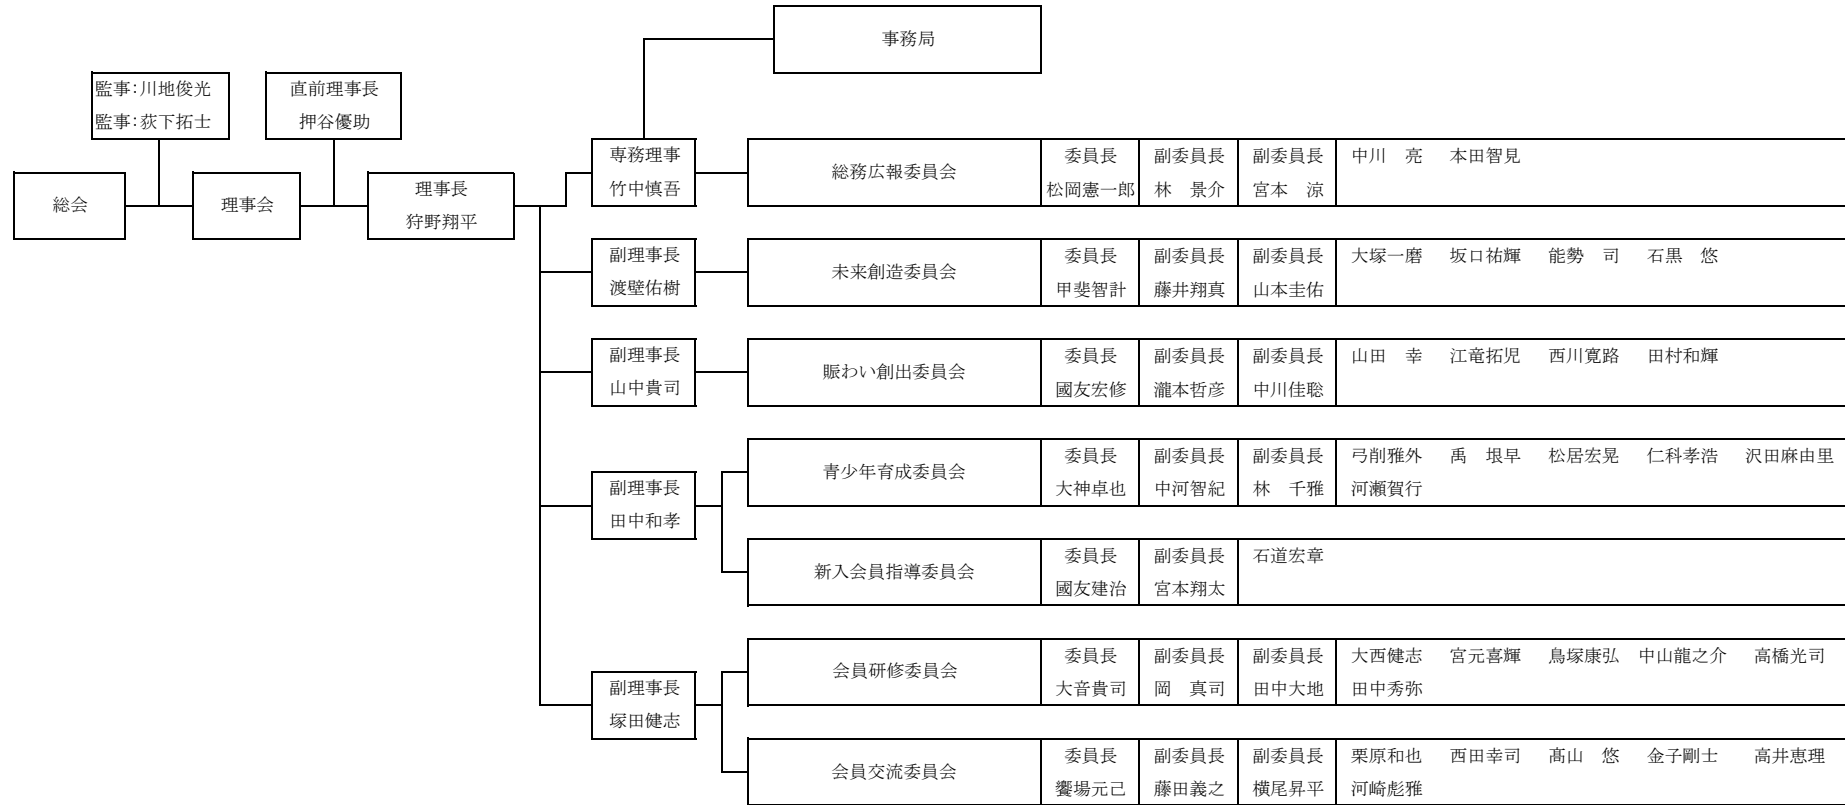 事務局
監事：川地俊光
監事：荻下拓士
直前理事長
押谷優助
総会
理事会
理事長
狩野翔平
専務理事
竹中慎吾
総務広報委員会
委員長
松岡憲一郎
副委員長
林　景介
副委員長
宮本　涼
中川　亮　本田智見
副理事長
渡壁佑樹
未来創造委員会
委員長
甲斐智計
副委員長
藤井翔真
副委員長
山本圭佑
大塚一磨　坂口祐輝　能勢　司　石黒　悠
副理事長
山中貴司
賑わい創出委員会
委員長
國友宏修
副委員長
瀧本哲彦
副委員長
中川佳聡
山田　幸　江竜拓児　西川寛路　田村和輝
副理事長
田中和孝
青少年育成委員会
委員長
大神卓也
副委員長
中河智紀
副委員長
林　千雅
弓削雅外　禹　垠早　松居宏晃　仁科孝浩　沢田麻由里
河瀬賀行
新入会員指導委員会
委員長
國友建治
副委員長
宮本翔太
石道宏章
副理事長
塚田健志
会員研修委員会
委員長
大音貴司
副委員長
岡　真司
副委員長
田中大地
大西健志　宮元喜輝　鳥塚康弘　中山龍之介　高橋光司
田中秀弥
会員交流委員会
委員長
饗場元己
副委員長
藤田義之
副委員長
横尾昇平
栗原和也　西田幸司　髙山　悠　金子剛士　高井恵理
河崎彪雅